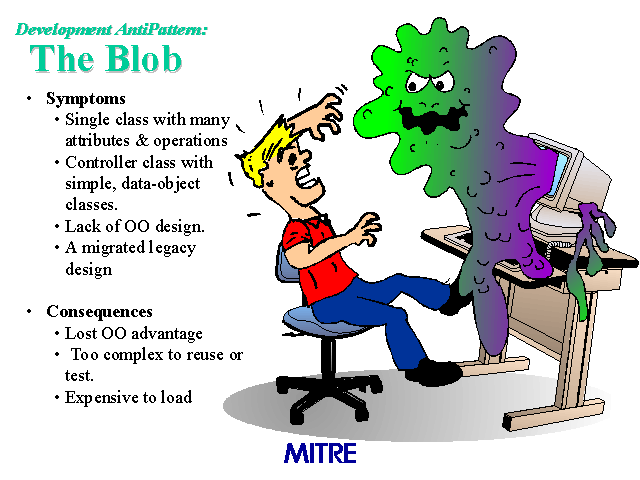 Development AntiPattern:
The Blob
• Symptoms
• Single class with many
attributes & operations
• Controller class with
simple, data-object
classes.
• Lack of OO design.
• A migrated legacy
design
• Consequences
• Lost OO advantage
• Too complex to reuse or
test.
• Expensive to load
MITRE